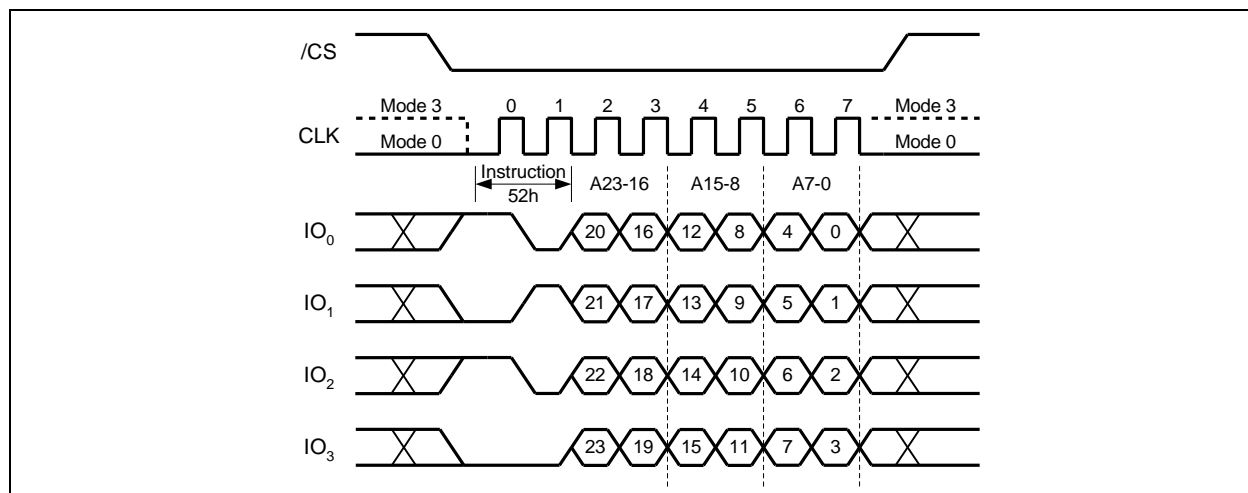 /CS
Mode 3 0 1 2 3 4 5 6 7 Mode 3
CLK
Mode 0 Mode 0
Instruction
52h
A23-16 A15-8 A7-0
IO0 20 16 12 8 4 0
IO1 21 17 13 9 5 1
IO2 22 18 14 10 6 2
IO3 23 19 15 11 7 3